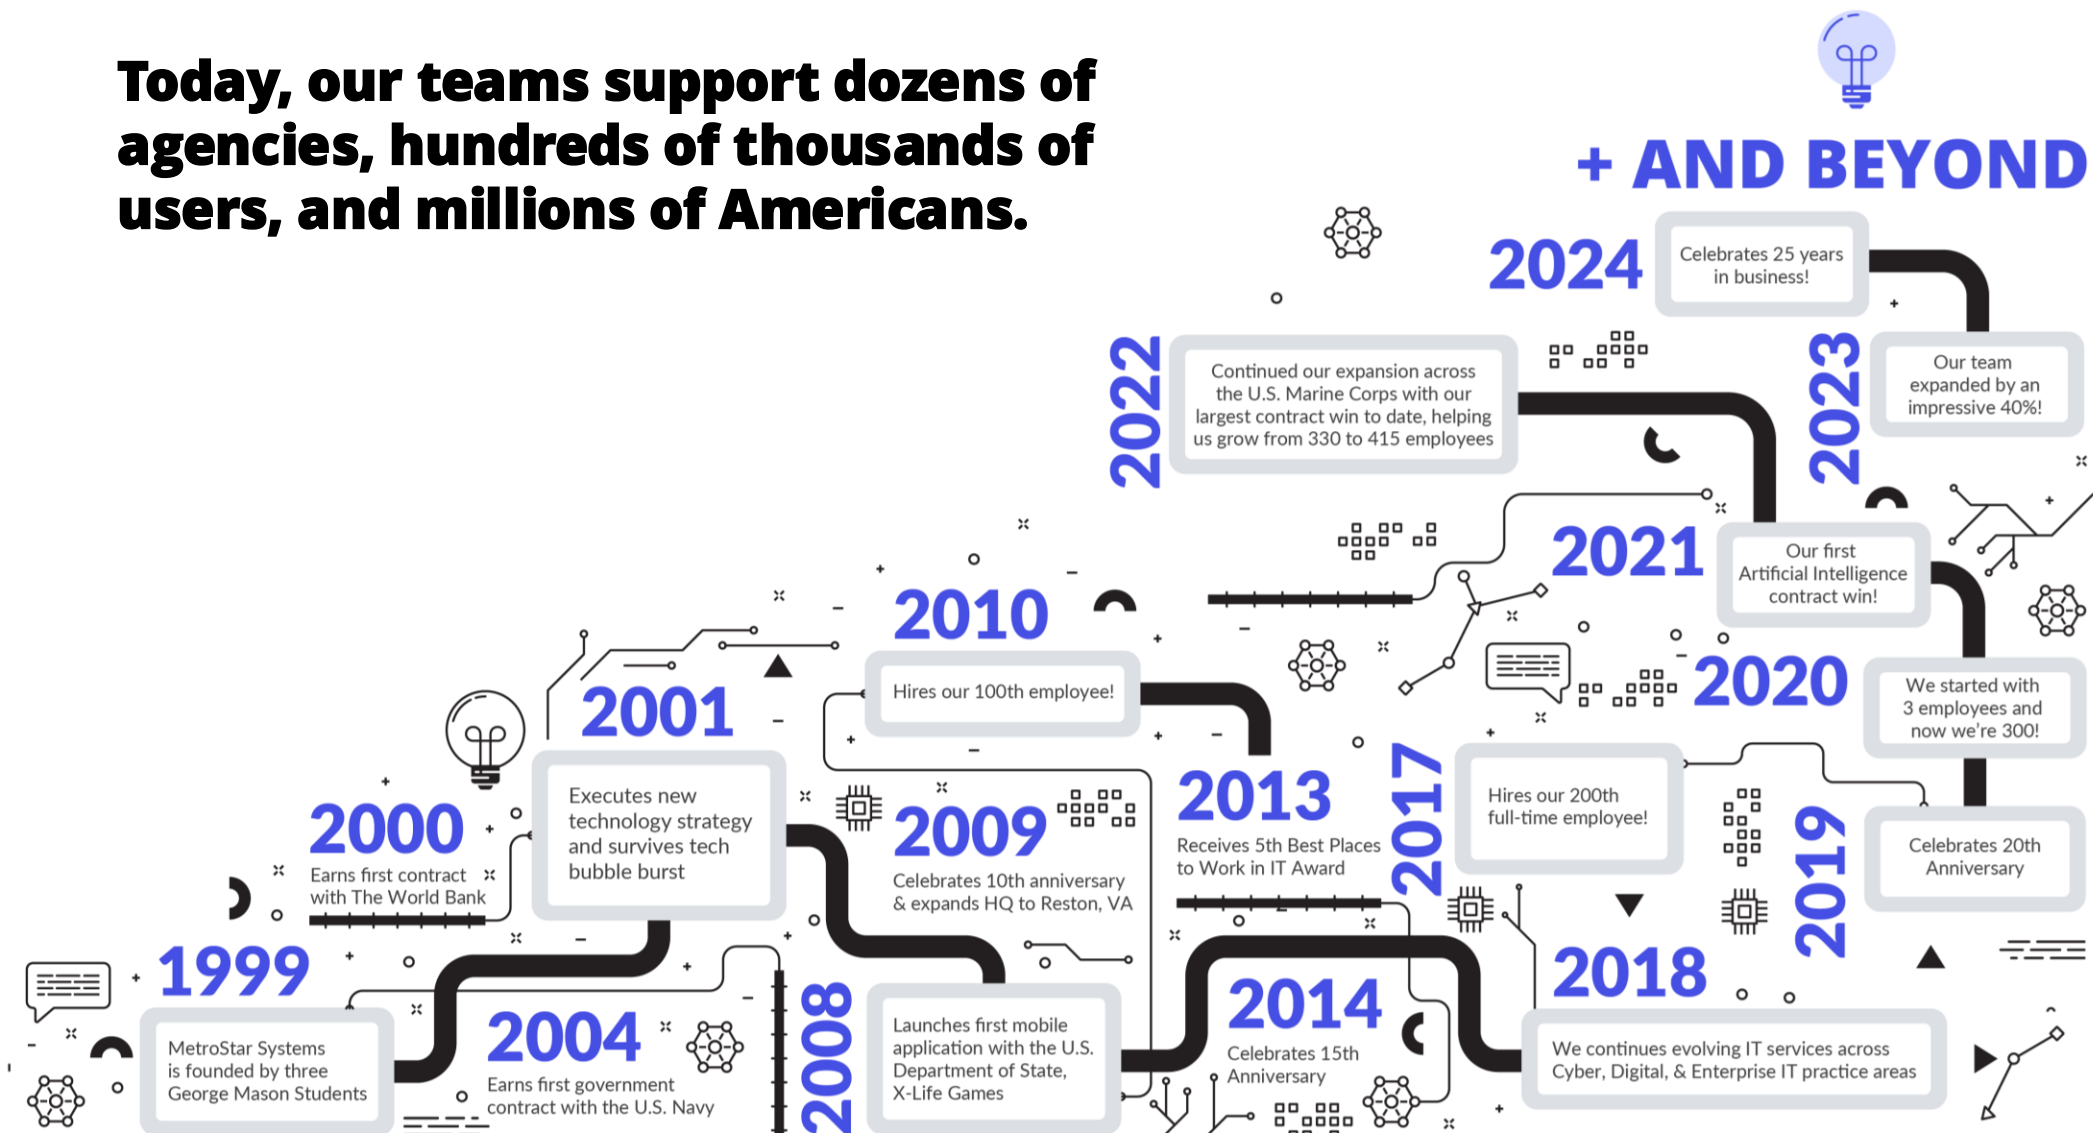 Today, our teams support dozens of
agencies, hundreds of thousands of
users, and millions of Americans.
1999
MetroStar Systems
is founded by three
George Mason Students
2000
Earns first contract
with The World Bank
2001
Executes new
technology strategy
and survives tech
bubble burst
2004
Earns first government
contract with the U.S. Navy
2008
Launches first mobile
application with the U.S.
Department of State,
X-Life Games
2009
Celebrates 10th anniversary
& expands HQ to Reston, VA
2010
Hires our 100th employee!
2013
Receives 5th Best Places
to Work in IT Award
2014
Celebrates 15th
Anniversary
2017
Hires our 200th
full-time employee!
2018
We continues evolving IT services across
Cyber, Digital, & Enterprise IT practice areas
2019
Celebrates 20th
Anniversary
2020
We started with
3 employees and
now we're 300!
2021
Our first
Artificial Intelligence
contract win!
2022
Continued our expansion across
the U.S. Marine Corps with our
largest contract win to date, helping
us grow from 330 to 415 employees
2023
Our team
expanded by an
impressive 40%!
2024
Celebrates 25 years
in business!
+ AND BEYOND